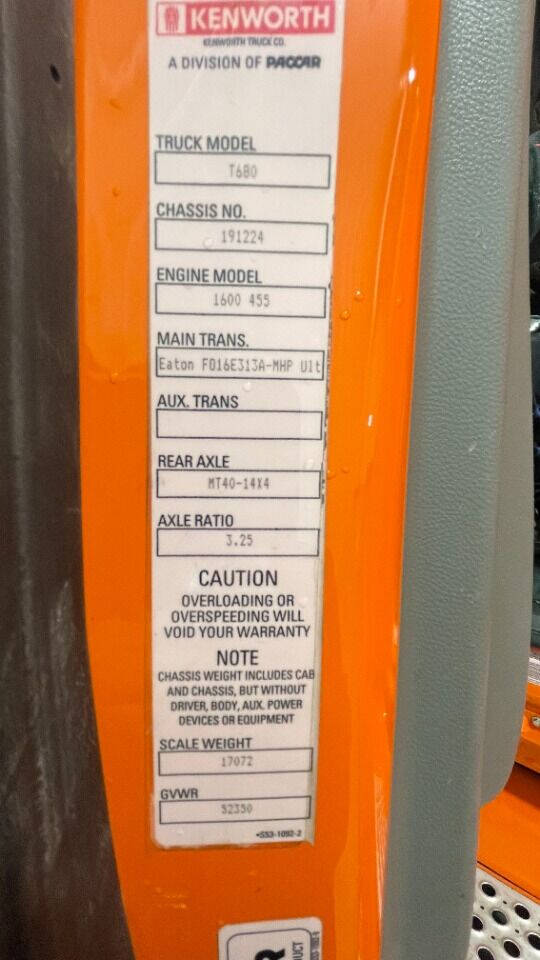 KENWORTH
KENWORTH TRUCK CO.
A DIVISION OF PACCAR
TRUCK MODEL
T680
CHASSIS NO.
191224
ENGINE MODEL
1600 455
MAIN TRANS.
Eaton FO16E313A-MHP Ult
AUX. TRANS
REAR AXLE
MT40-14X4
AXLE RATIO
3.25
CAUTION
OVERLOADING OR
OVERSPEEDING WILL
VOID YOUR WARRANTY
NOTE
CHASSIS WEIGHT INCLUDES CAB
AND CHASSIS, BUT WITHOUT
DRIVER, BODY, AUX. POWER
DEVICES OR EQUIPMENT
SCALE WEIGHT
17072
GVWR
52350
•S53-1092-2